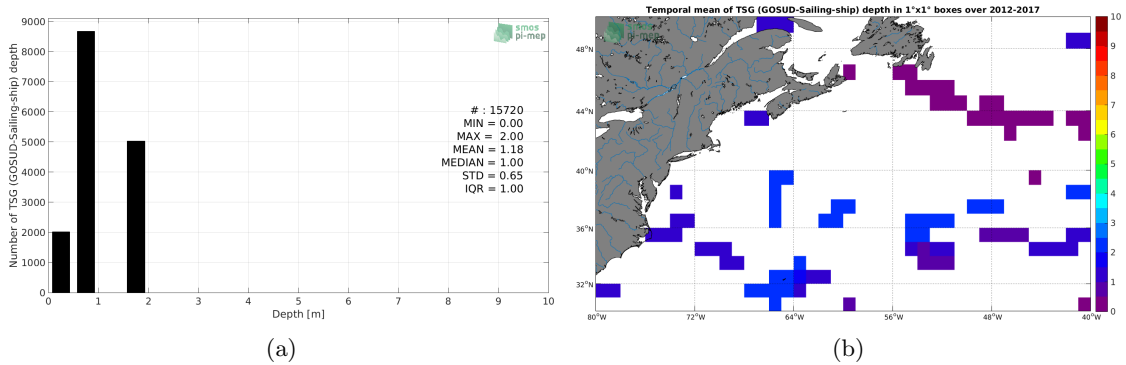 smos
pi-mep
9000
8000
7000
6000
5000
4000
3000
2000
1000
0
Number of TSG (GOSUD-Sailing-ship) depth
# : 15720
MIN = 0.00
MAX = 2.00
MEAN = 1.18
MEDIAN = 1.00
STD = 0.65
IQR = 1.00
0 1 2 3 4 5 6 7 8 9 10
Depth [m]
(a)
Temporal mean of TSG (GOSUD-Sailing-ship) depth in 1°x1° boxes over 2012-2017
smos
pi-mep
48°N
44°N
40°N
36°N
32°N
80°W 72°W 64°W 56°W 48°W 40°W
10
9
8
7
6
5
4
3
2
1
0
(b)